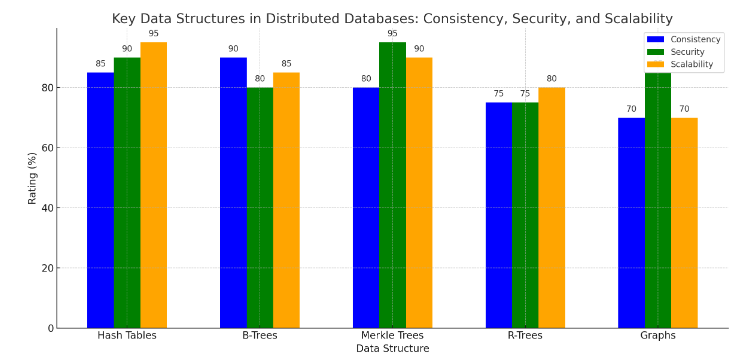 Key Data Structures in Distributed Databases: Consistency, Security, and Scalability
Consistency
Security
Scalability
85 90 95
90 80 85
80 95 90
75 75 80
70 70
Rating (%)
80
60
40
20
0
Hash Tables B-Trees Merkle Trees R-Trees Graphs
Data Structure